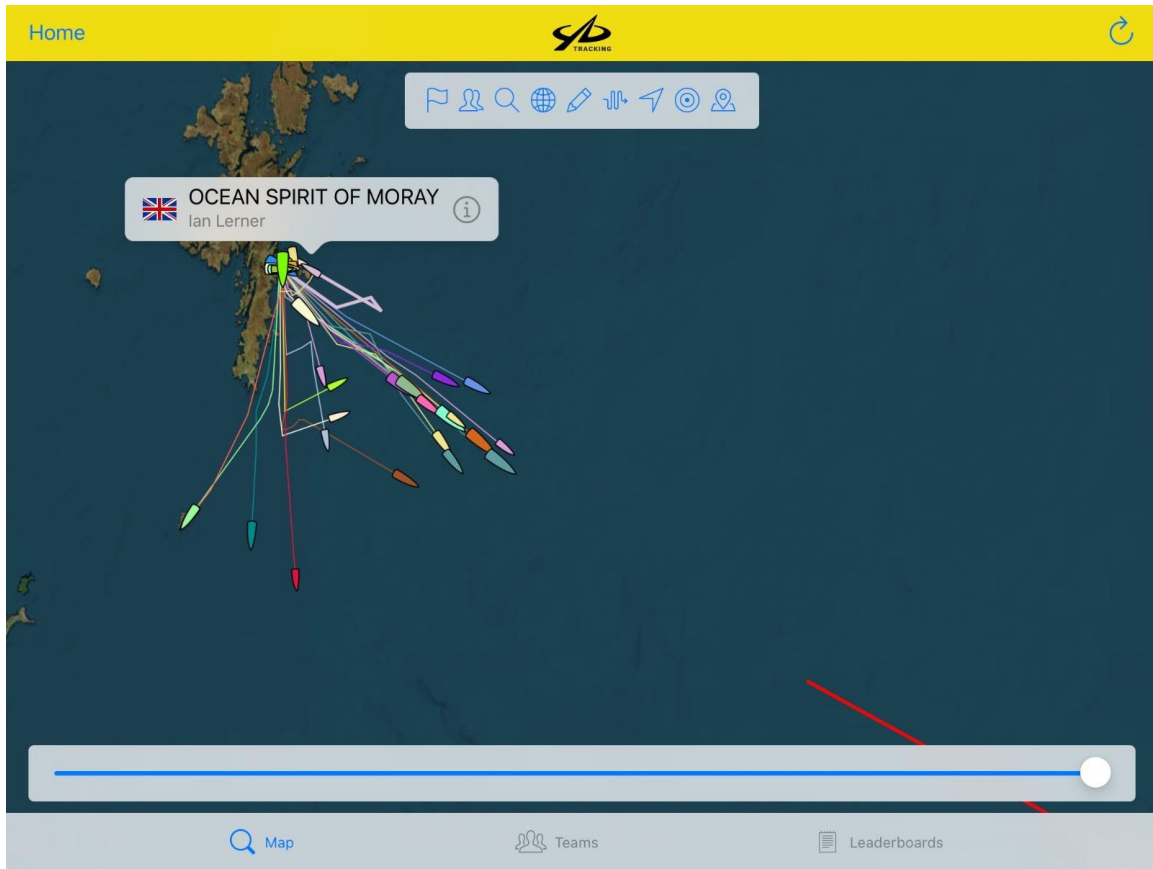 Home
TRACKING
OCEAN SPIRIT OF MORAY
Ian Lerner
Map
Teams
Leaderboards